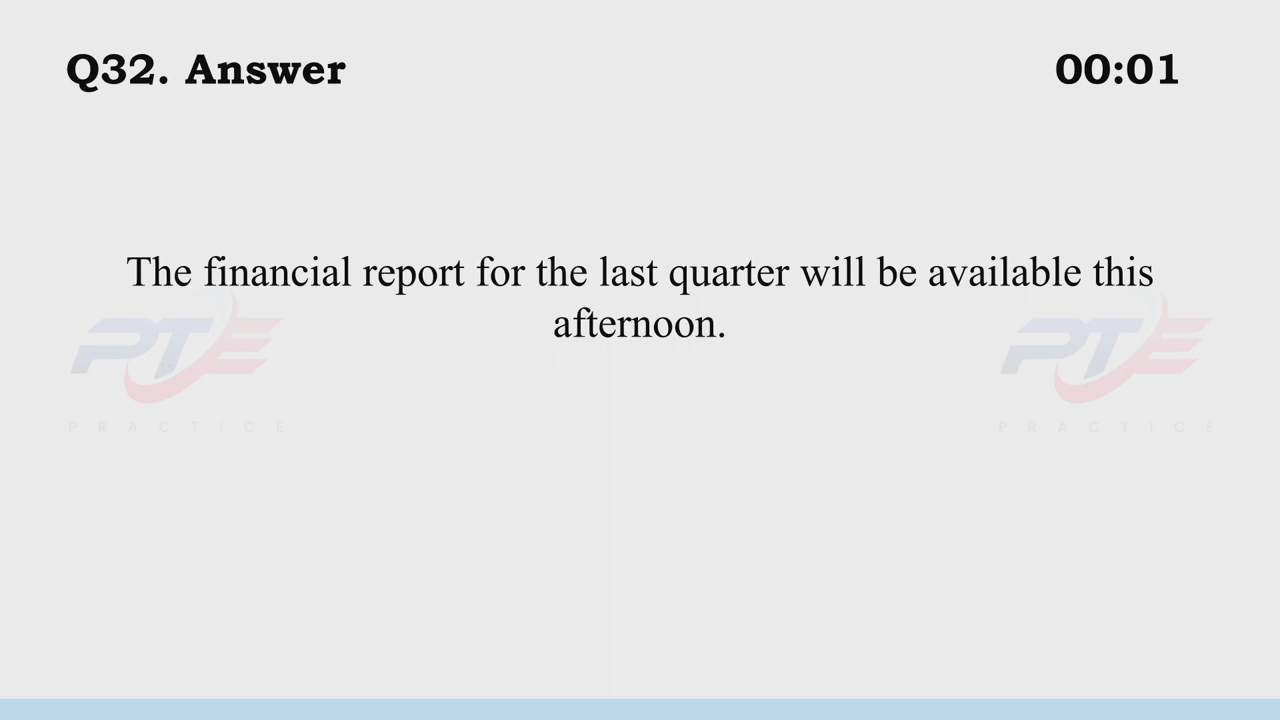 Q32. Answer
00:01
The financial report for the last quarter will be available this
afternoon.
PTE
PRACTICE
PTE
PRACTICE